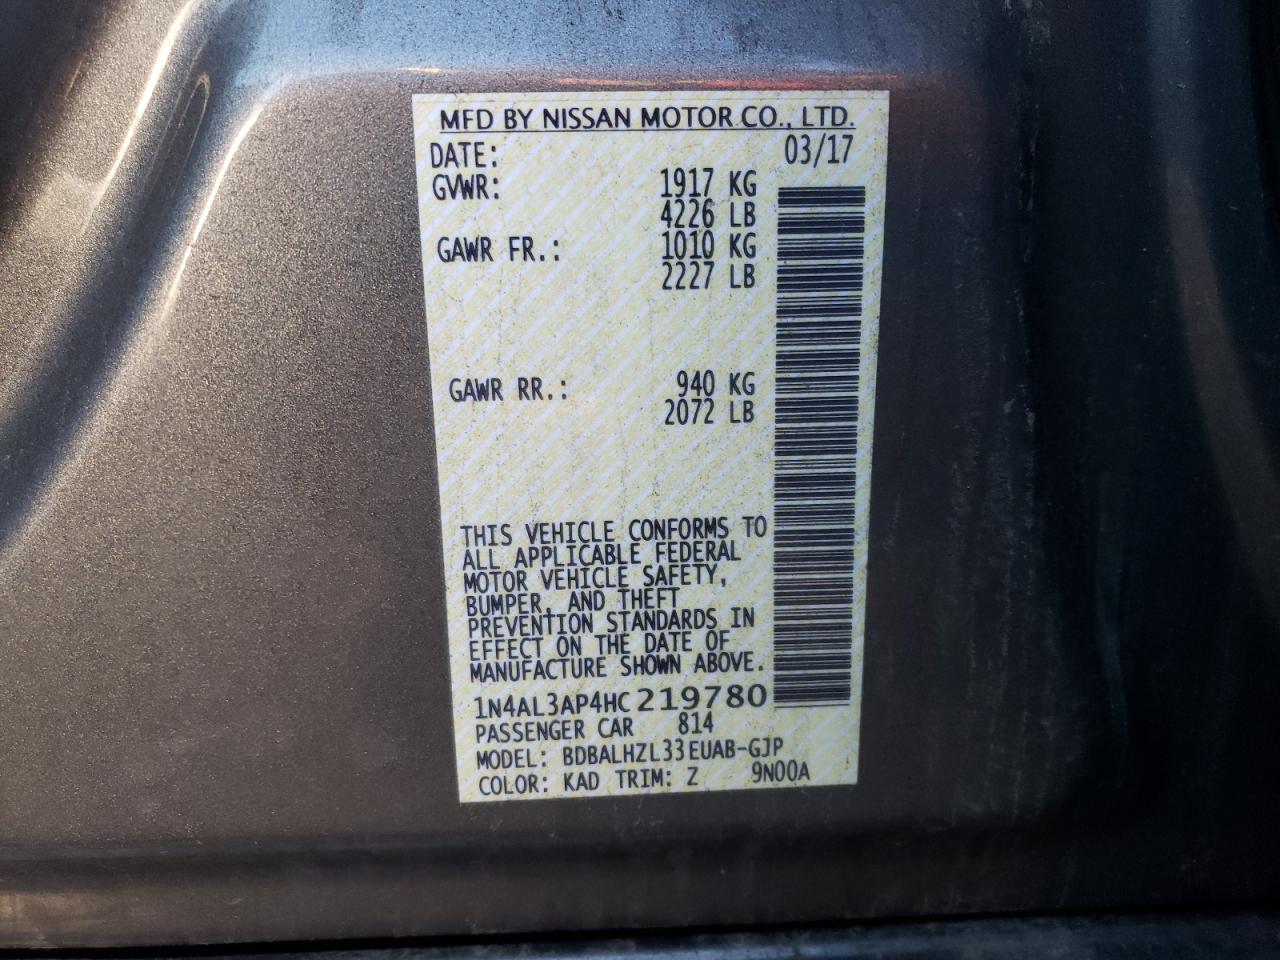 MFD BY NISSAN MOTOR CO., LTD.
DATE: 03/17
GVWR: 1917 KG
4226 LB
GAWR FR.: 1010 KG
2227 LB
GAWR RR.: 940 KG
2072 LB
THIS VEHICLE CONFORMS TO
ALL APPLICABLE FEDERAL
MOTOR VEHICLE SAFETY,
BUMPER, AND THEFT
PREVENTION STANDARDS IN
EFFECT ON THE DATE OF
MANUFACTURE SHOWN ABOVE.
1N4AL3AP4HC219780
PASSENGER CAR 814
MODEL: BDBALHZL33EUAB-GJP
COLOR: KAD TRIM: Z 9N00A